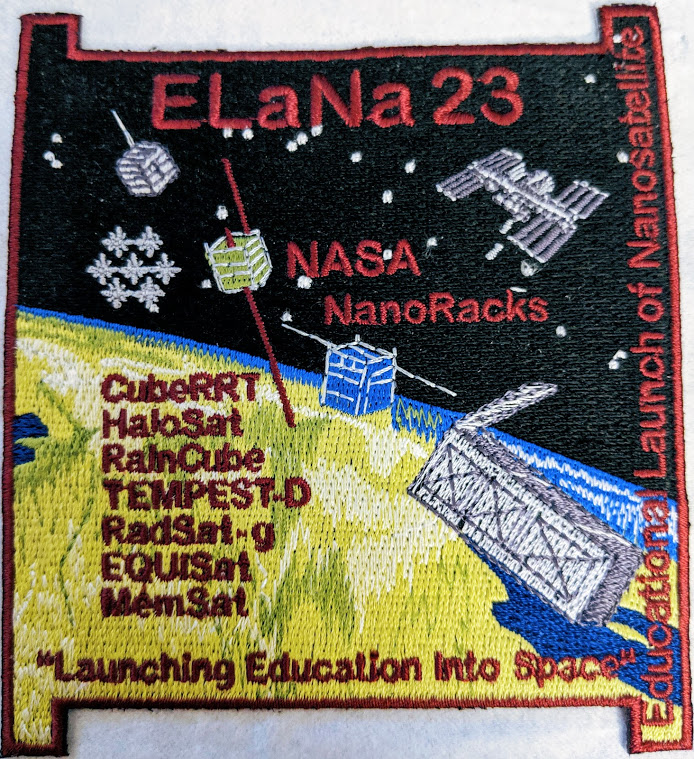 ELaNa 23
NASA
NanoRacks
CubeRRT
HaloSat
RainCube
TEMPEST-D
RadSat-g
EQUISat
MemSat
"Launching Education Into Space"
Educational Launch of Nanosatellite